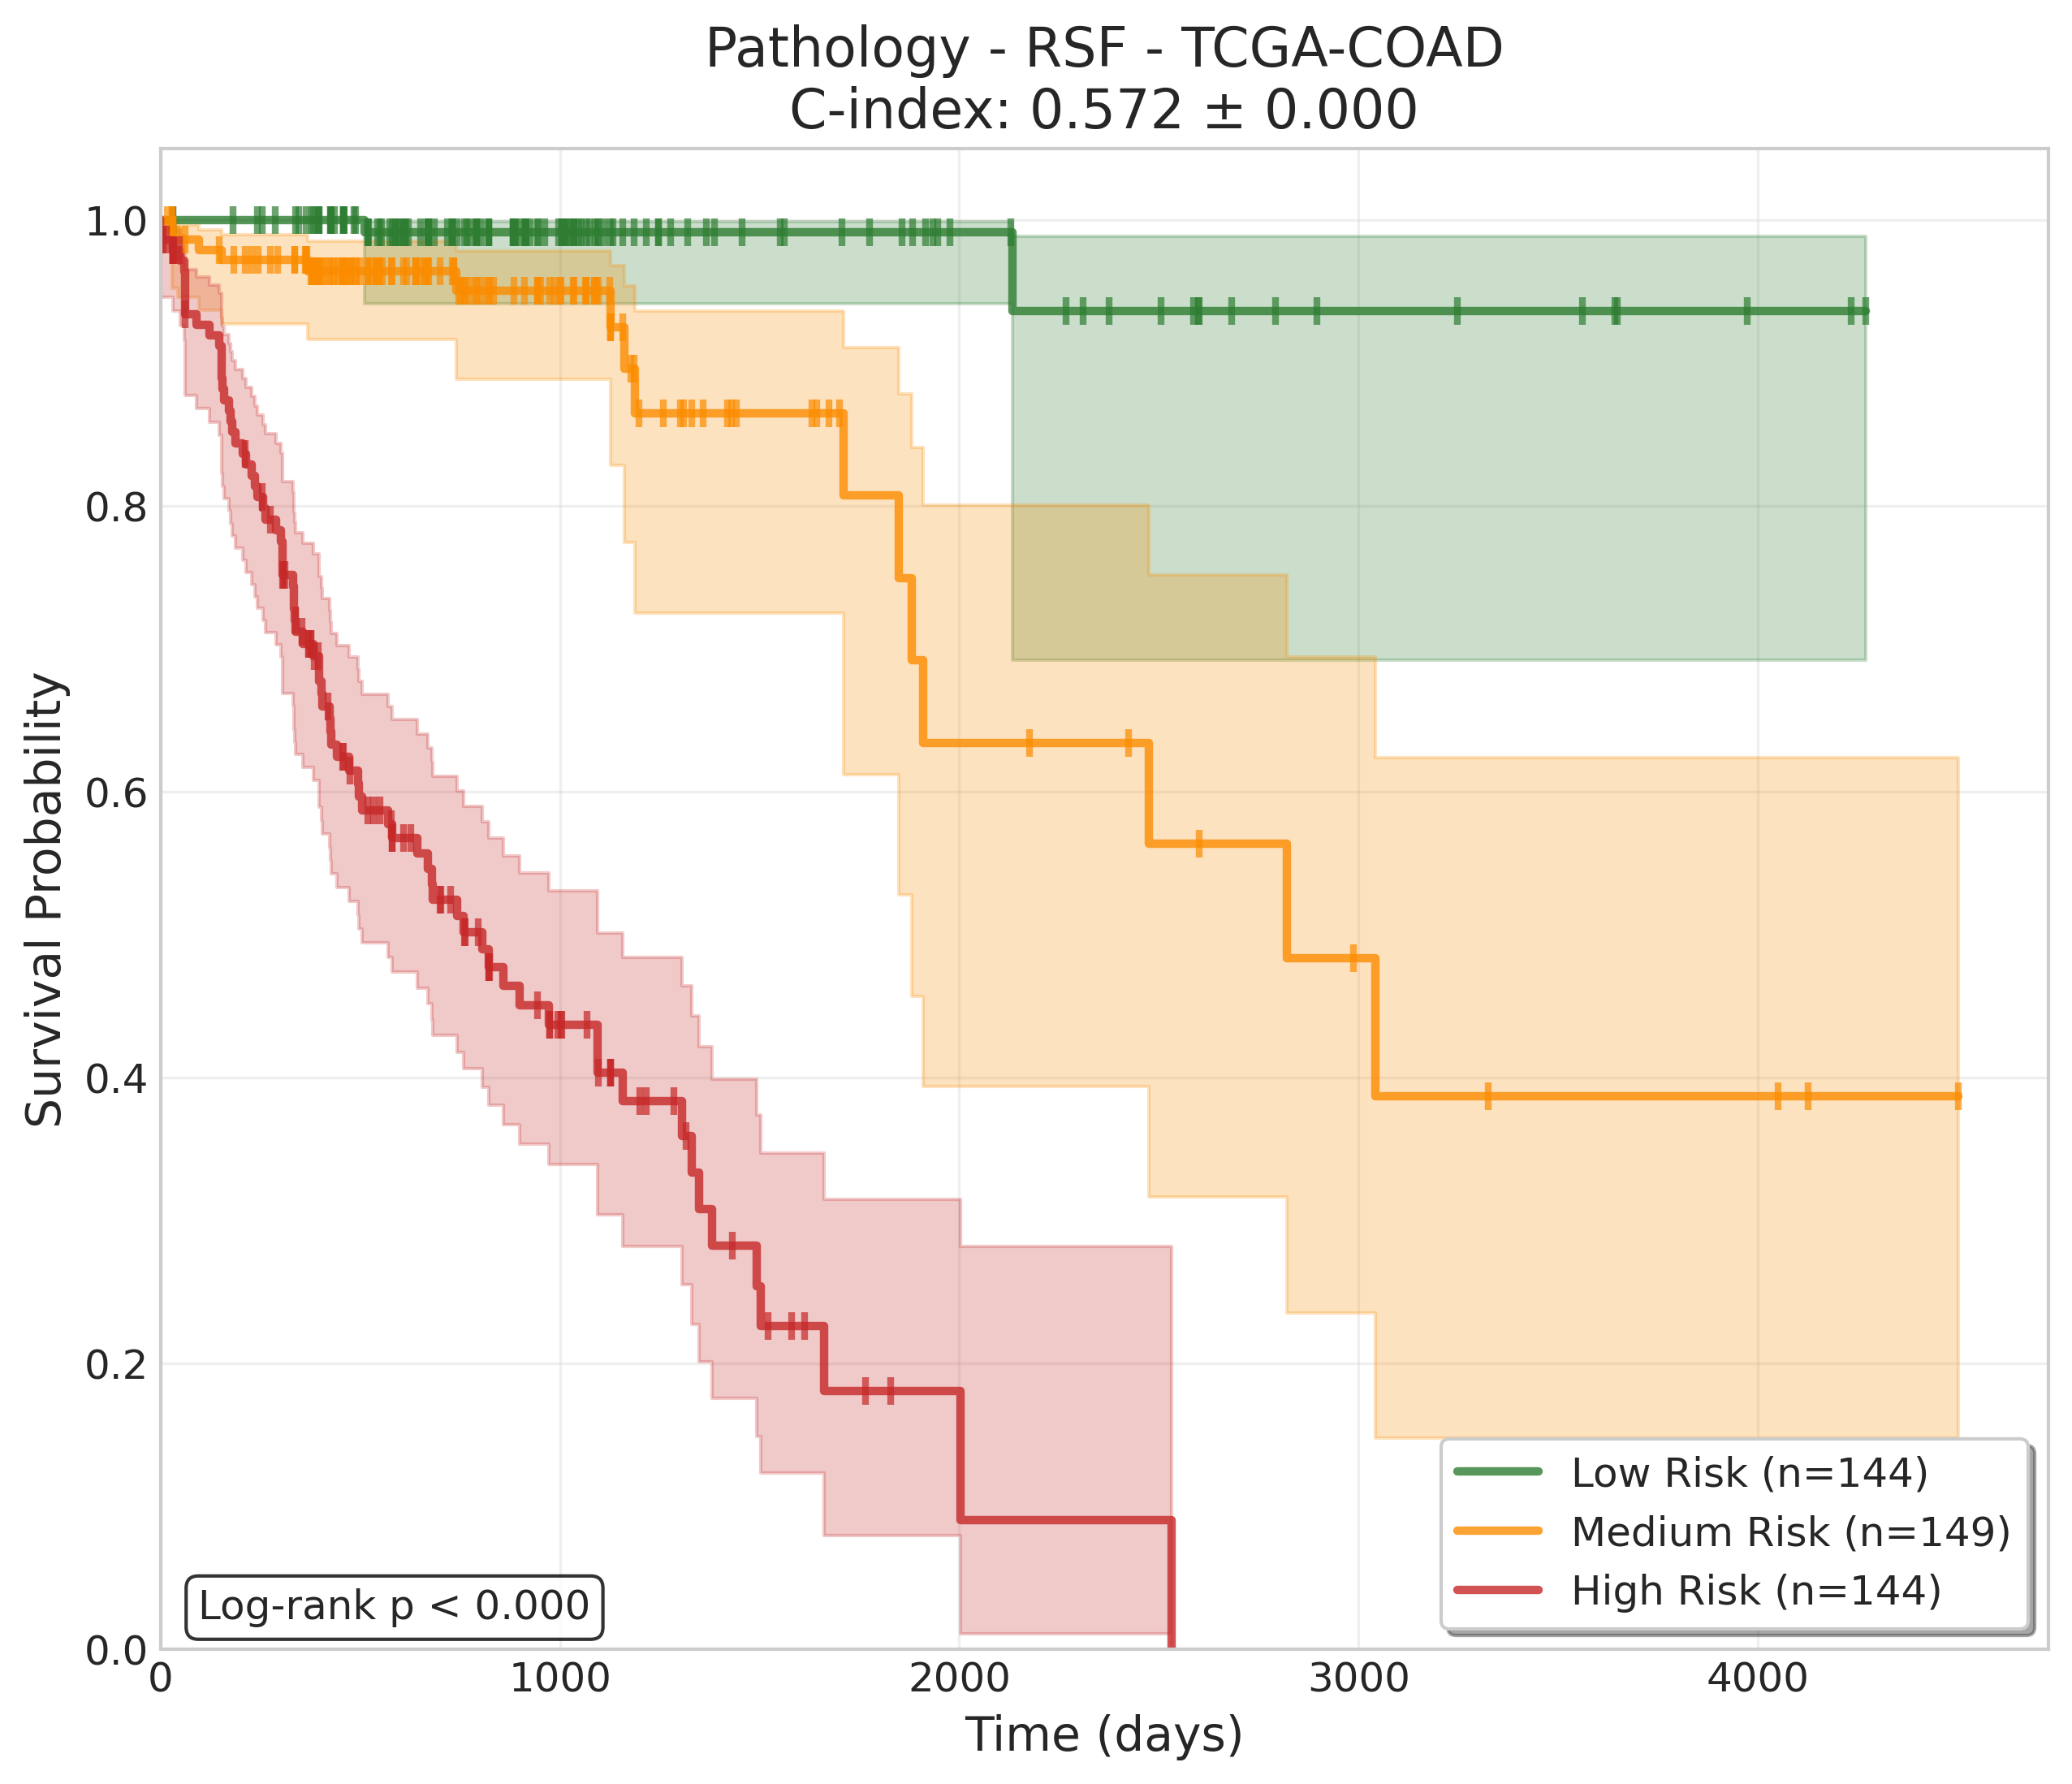 Pathology - RSF - TCGA-COAD
C-index: 0.572 ± 0.000
Survival Probability
1.0
0.8
0.6
0.4
0.2
0.0
0
1000
2000
3000
4000
Time (days)
Log-rank p < 0.000
Low Risk (n=144)
Medium Risk (n=149)
High Risk (n=144)